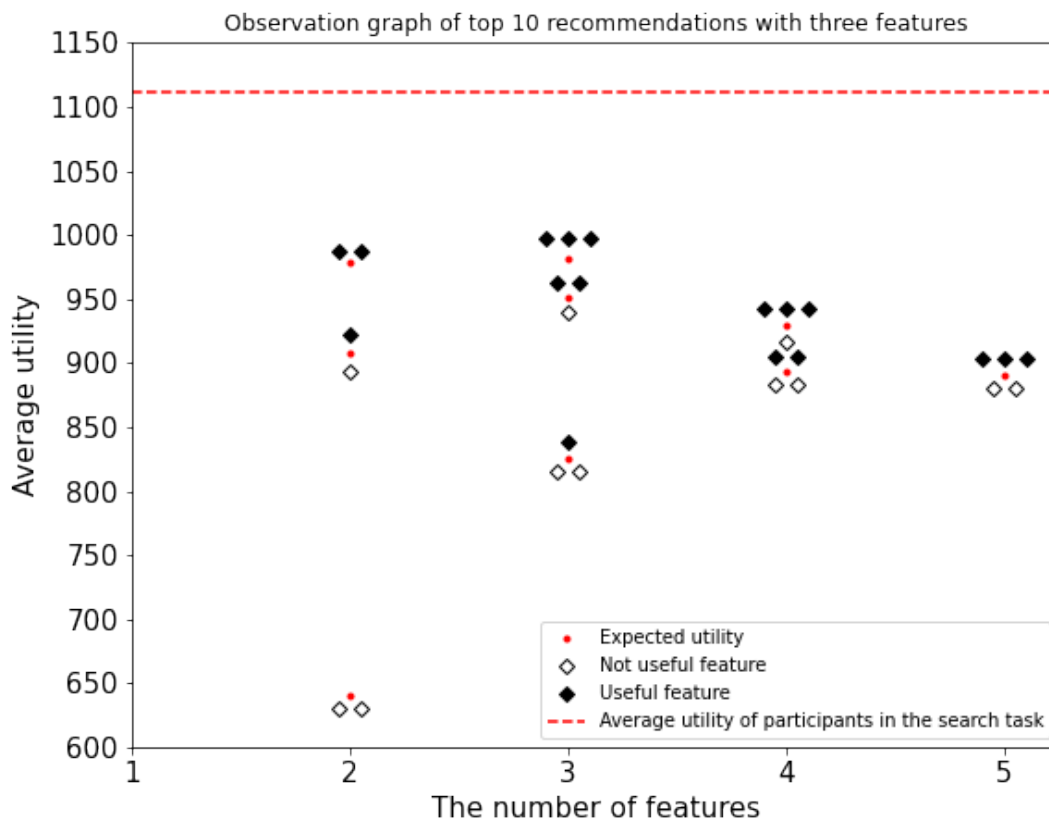 Observation graph of top 10 recommendations with three features
1150
1100
1050
1000
950
900
850
800
750
700
650
600
Average utility
Expected utility
Not useful feature
Useful feature
Average utility of participants in the search task
1 2 3 4 5
The number of features